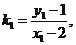 k₁ = (y₁ - 1)/(x₁ - 2),